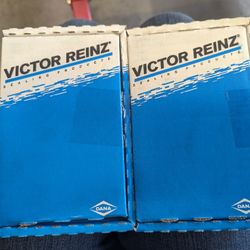 VICTOR REINZ®
SEALING PRODUCTS
DANA
VICTOR REINZ®
SEALING PRODUCTS
DANA